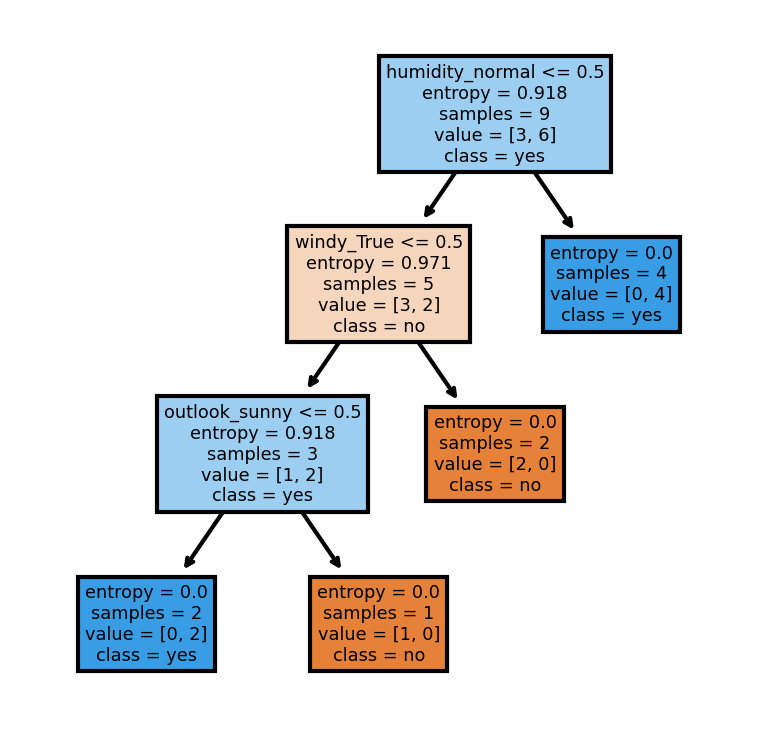 humidity_normal <= 0.5
entropy = 0.918
samples = 9
value = [3, 6]
class = yes
windy_True <= 0.5
entropy = 0.971
samples = 5
value = [3, 2]
class = no
entropy = 0.0
samples = 4
value = [0, 4]
class = yes
outlook_sunny <= 0.5
entropy = 0.918
samples = 3
value = [1, 2]
class = yes
entropy = 0.0
samples = 2
value = [2, 0]
class = no
entropy = 0.0
samples = 2
value = [0, 2]
class = yes
entropy = 0.0
samples = 1
value = [1, 0]
class = no